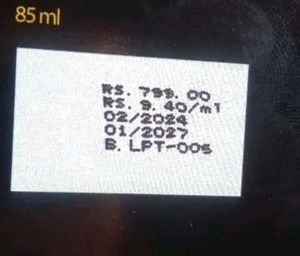 85 ml
RS. 799.00
RS. 9.40/ml
02/2024
01/2027
B. LPT-005